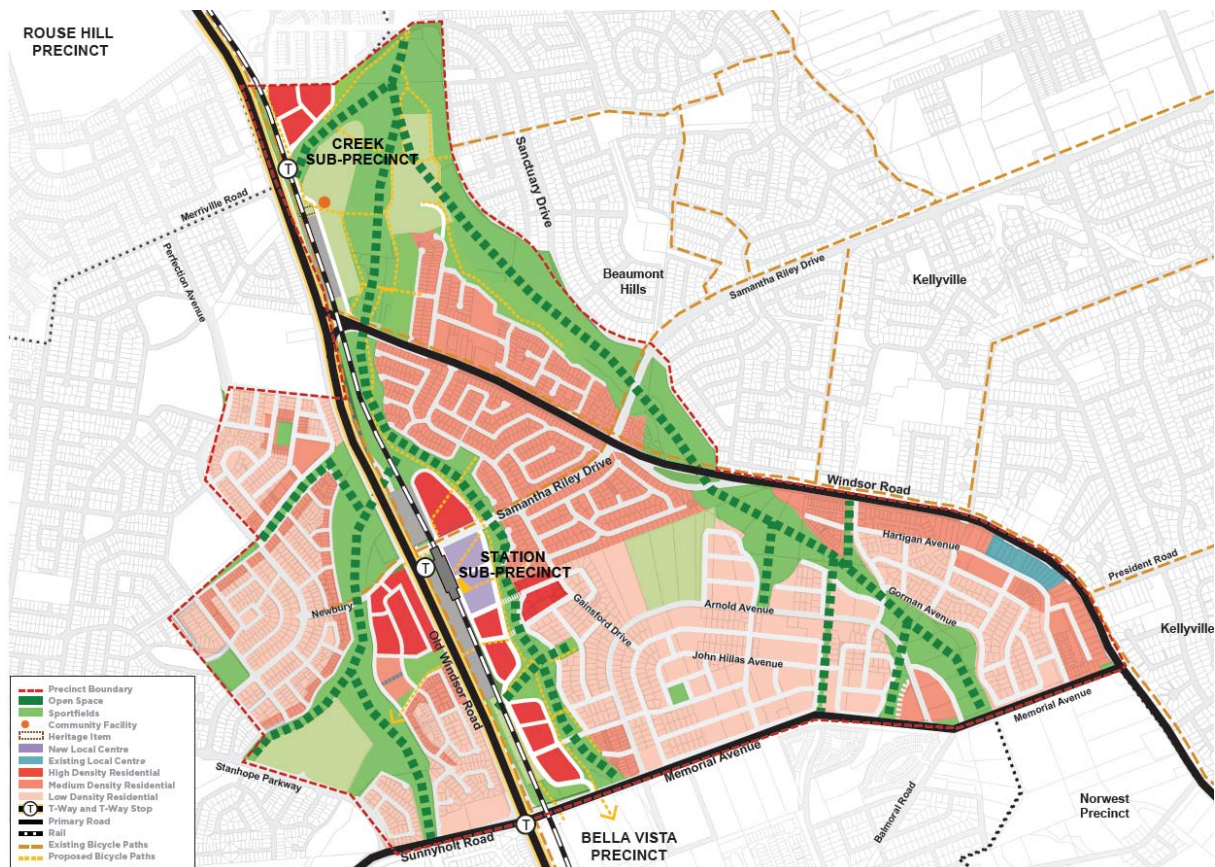 ROUSE HILL
PRECINCT
CREEK
SUB-PRECINCT
T
Merriville Road
Perfection Avenue
Sanctuary Drive
Beaumont
Hills
Samantha Riley Drive
Kellyville
Windsor Road
Samantha Riley Drive
Hartigan Avenue
President Road
STATION
SUB-PRECINCT
T
Newbury
Gainsford Drive
Arnold Avenue
Gorman Avenue
Kellyville
Old Windsor Road
John Hillas Avenue
Memorial Avenue
Memorial Avenue
Stanhope Parkway
Balmoral Road
Norwest
Precinct
T
Sunnyholt Road
BELLA VISTA
PRECINCT
Precinct Boundary
Open Space
Sportfields
Community Facility
Heritage Item
New Local Centre
Existing Local Centre
High Density Residential
Medium Density Residential
Low Density Residential
T T-Way and T-Way Stop
Primary Road
Rail
Existing Bicycle Paths
Proposed Bicycle Paths